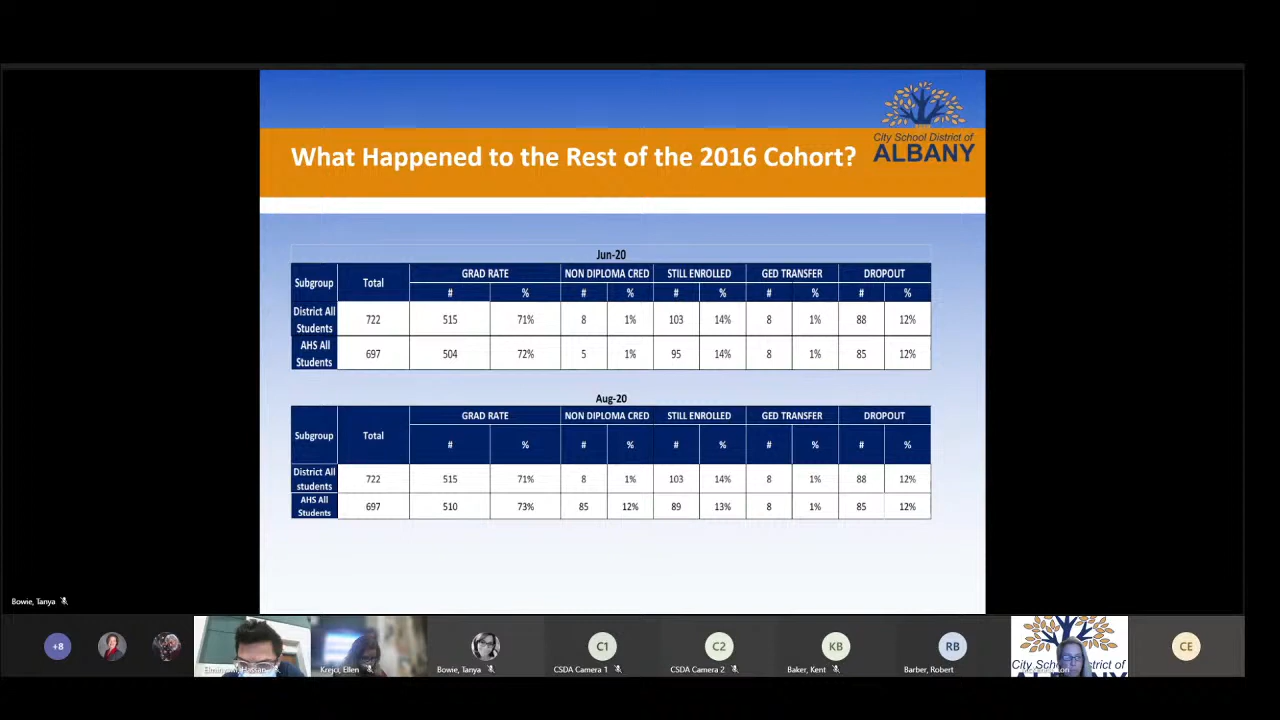 City School District of
ALBANY
What Happened to the Rest of the 2016 Cohort?
Jun-20
Subgroup Total GRAD RATE NON DIPLOMA CRED STILL ENROLLED GED TRANSFER DROPOUT
# % # % # % # % # %
District All Students 722 515 71% 8 1% 103 14% 8 1% 88 12%
AHS All Students 697 504 72% 5 1% 95 14% 8 1% 85 12%
Aug-20
Subgroup Total GRAD RATE NON DIPLOMA CRED STILL ENROLLED GED TRANSFER DROPOUT
# % # % # % # % # %
District All students 722 515 71% 8 1% 103 14% 8 1% 88 12%
AHS All Students 697 510 73% 85 12% 89 13% 8 1% 85 12%
Bowie, Tanya
+8
Hassan
Krejci, Ellen
Bowie, Tanya
C1
CSDA Camera 1
C2
CSDA Camera 2
KB
Baker, Kent
RB
Barber, Robert
City School District of
ALBANY
CE